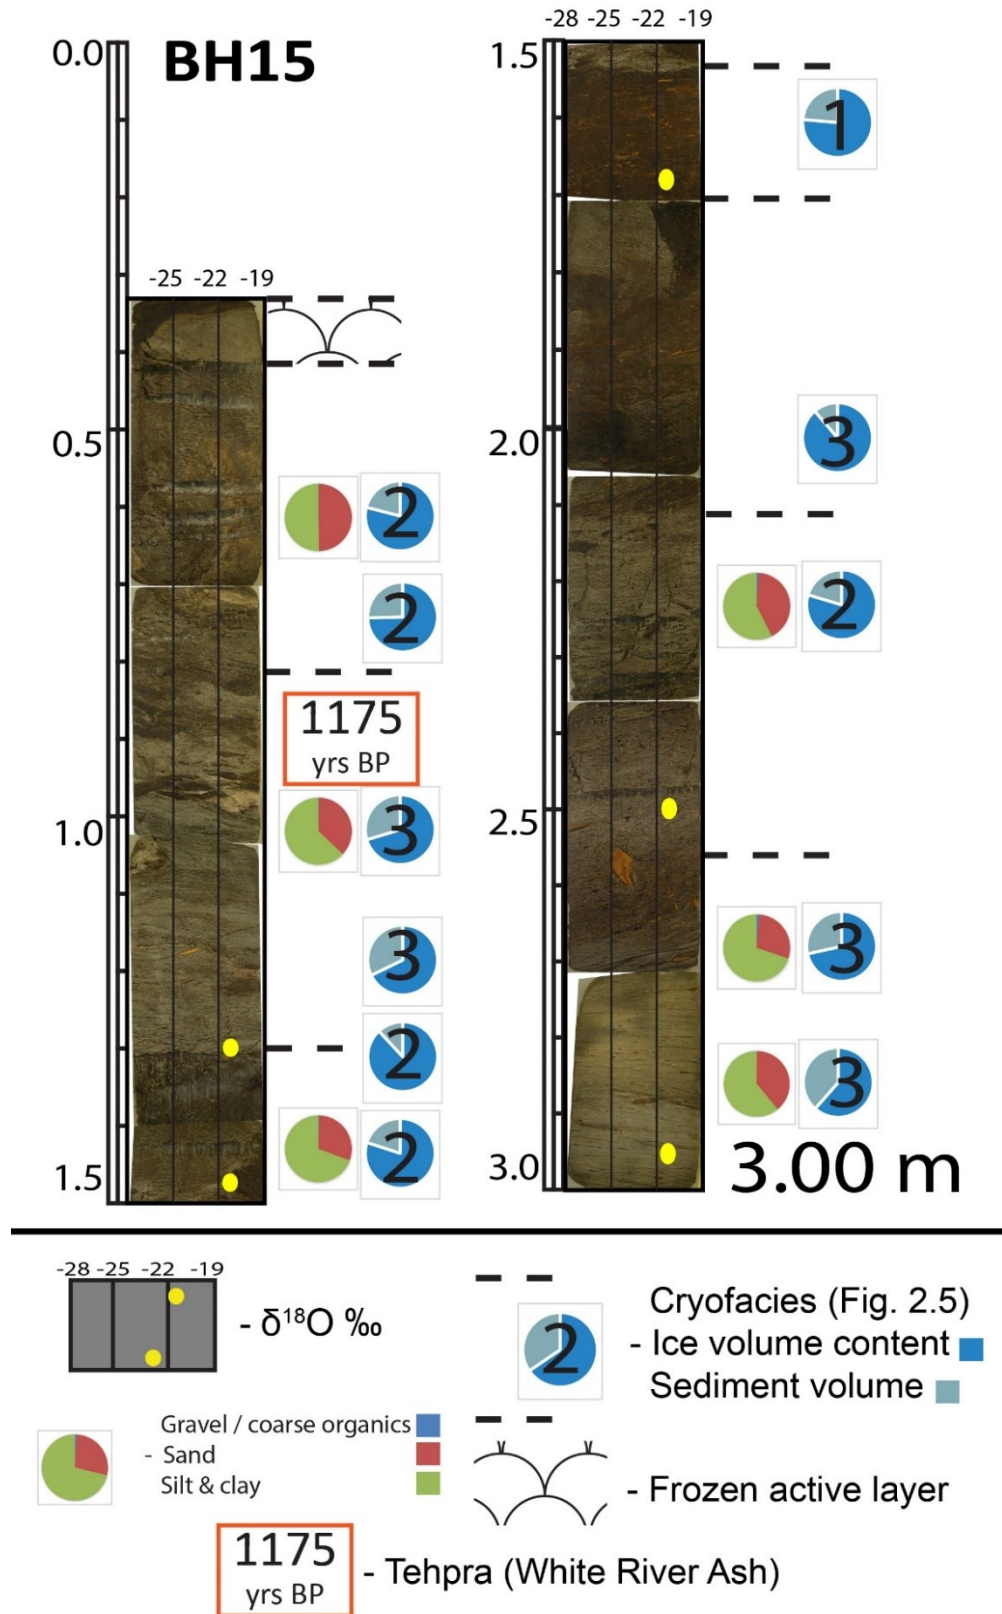 BH15
0.0
-25 -22 -19
0.5
2
2
1175
yrs BP
1.0
3
3
2
2
1.5
-28 -25 -22 -19
1.5
1
2.0
3
2
2.5
3
3
3.0
3.00 m
-28 -25 -22 -19
- δ¹⁸O ‰
2
Cryofacies (Fig. 2.5)
- Ice volume content
Sediment volume
Gravel / coarse organics
- Sand
Silt & clay
- Frozen active layer
1175
yrs BP
- Tehpra (White River Ash)